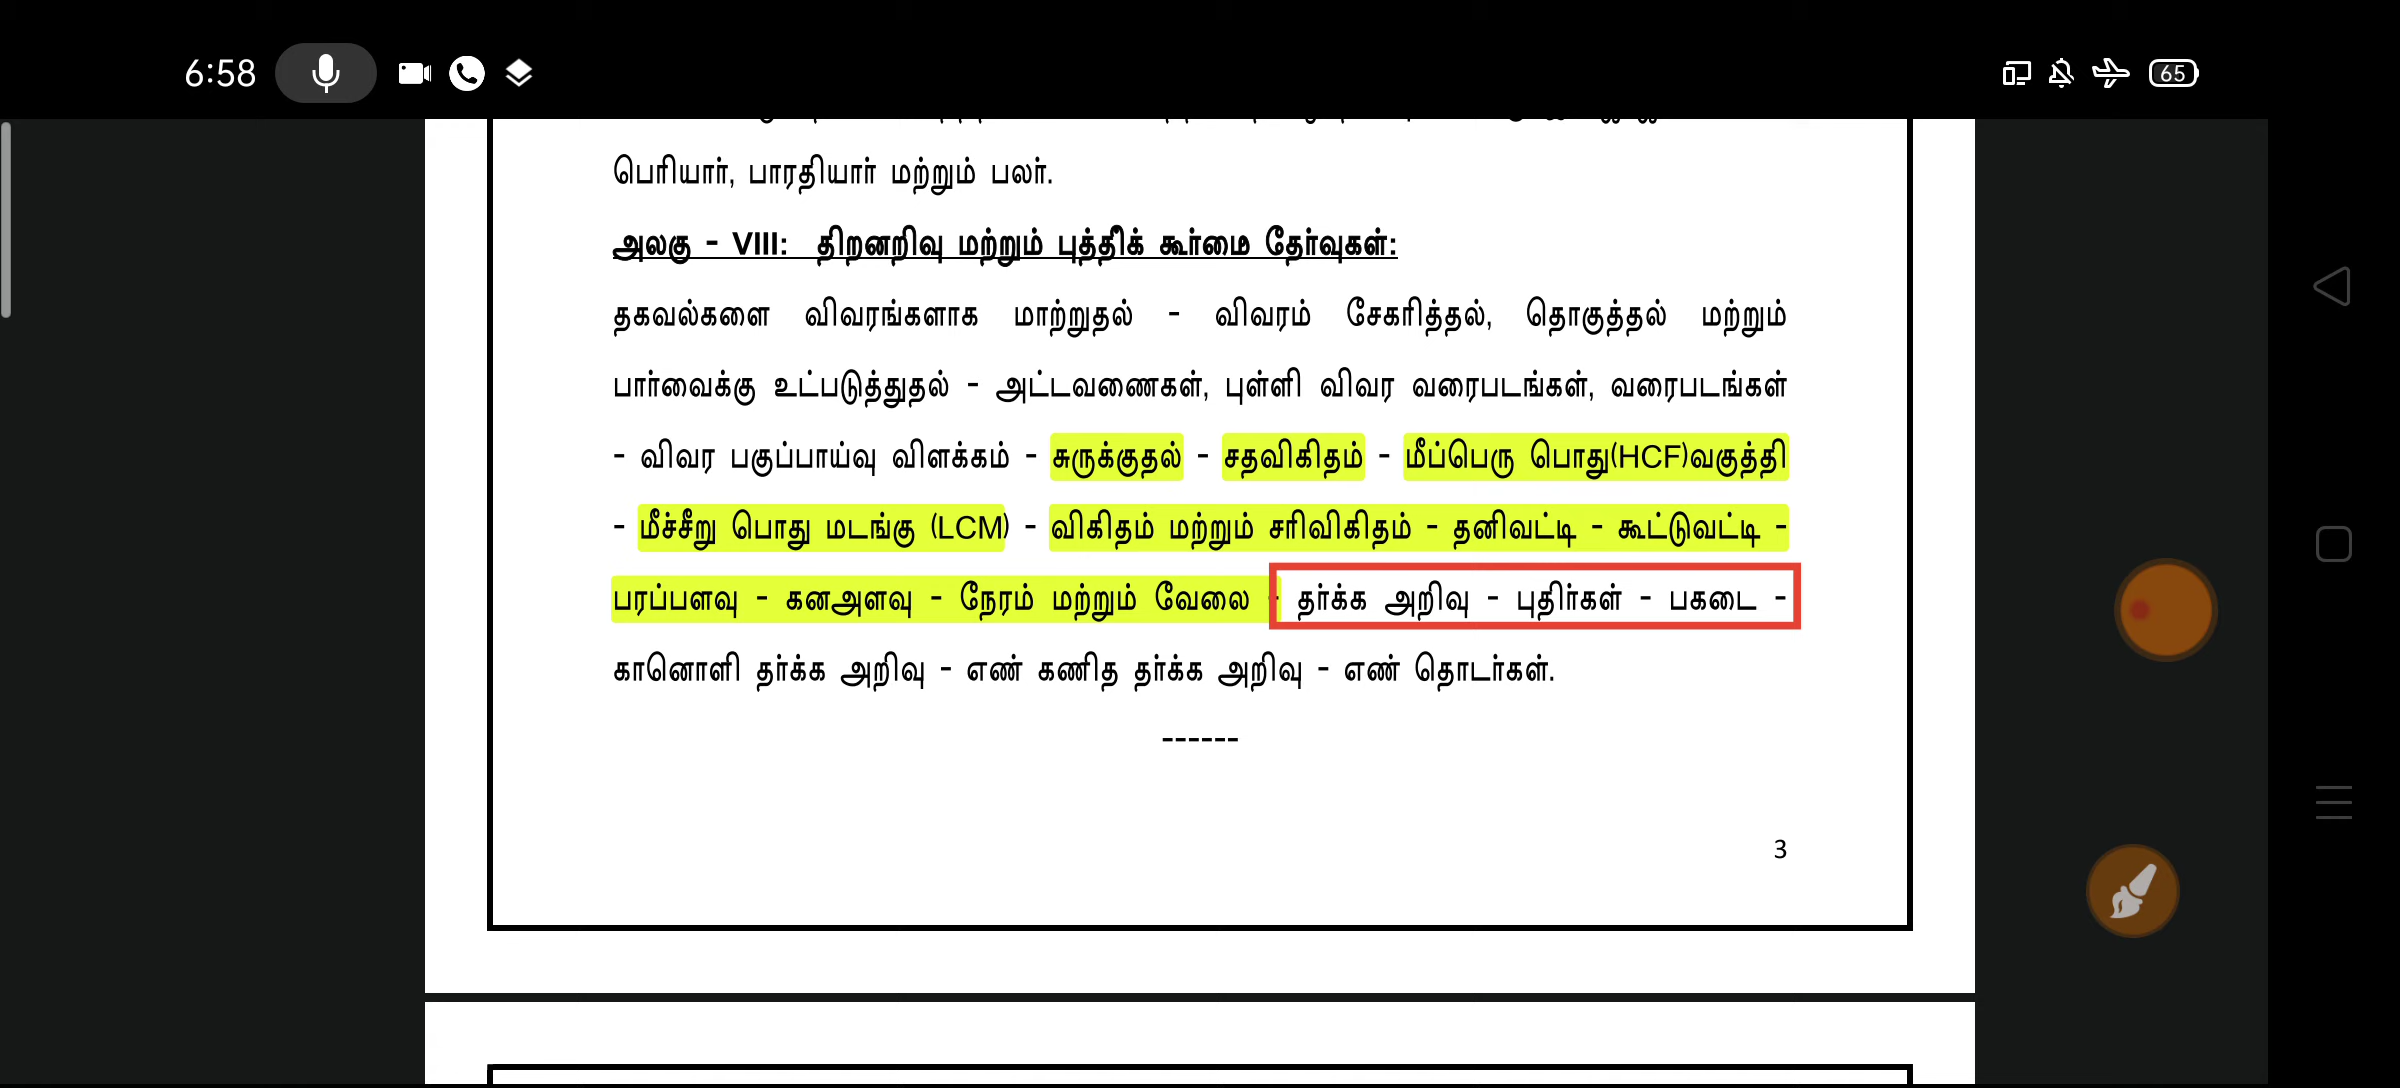 6:58
65
பெரியார், பாரதியார் மற்றும் பலர்.
அலகு - VIII: திறனறிவு மற்றும் புத்திக் கூர்மை தேர்வுகள்:
தகவல்களை விவரங்களாக மாற்றுதல் - விவரம் சேகரித்தல், தொகுத்தல் மற்றும்
பார்வைக்கு உட்படுத்துதல் - அட்டவணைகள், புள்ளி விவர வரைபடங்கள், வரைபடங்கள்
- விவர பகுப்பாய்வு விளக்கம் - சுருக்குதல் - சதவிகிதம் - மீப்பெரு பொது(HCF)வகுத்தி
- மீச்சீறு பொது மடங்கு (LCM) - விகிதம் மற்றும் சரிவிகிதம் - தனிவட்டி - கூட்டுவட்டி -
பரப்பளவு - கனஅளவு - நேரம் மற்றும் வேலை - தர்க்க அறிவு - புதிர்கள் - பகடை -
கானொளி தர்க்க அறிவு - எண் கணித தர்க்க அறிவு - எண் தொடர்கள்.
------
3